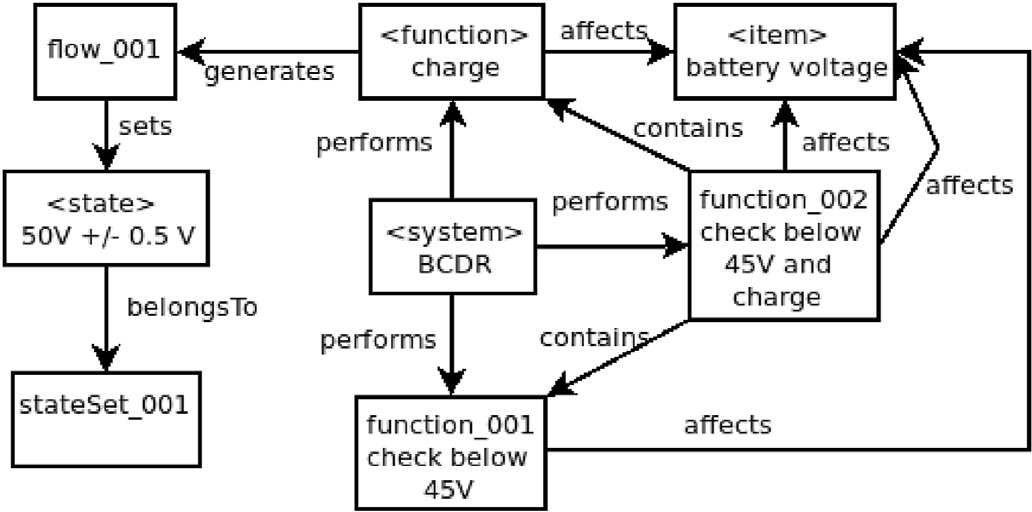 flow_001
generates
<function>
charge
affects
<item>
battery voltage
sets
performs
contains
affects
affects
<state>
50V +/- 0.5 V
<system>
BCDR
performs
function_002
check below
45V and
charge
belongsTo
performs
contains
stateSet_001
function_001
check below
45V
affects